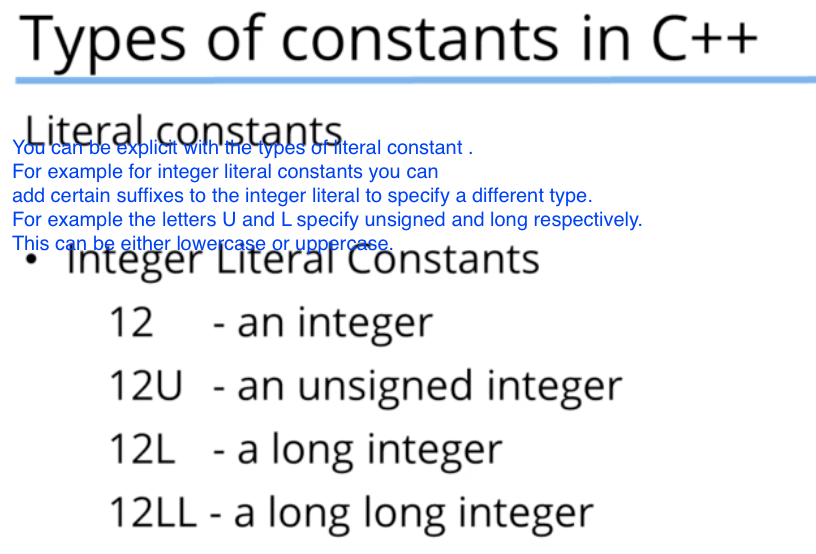 Types of constants in C++
Literal constants
You can be explicit with the types of literal constant .
For example for integer literal constants you can
add certain suffixes to the integer literal to specify a different type.
For example the letters U and L specify unsigned and long respectively.
This can be either lowercase or uppercase.
• Integer Literal Constants
12 - an integer
12U - an unsigned integer
12L - a long integer
12LL - a long long integer